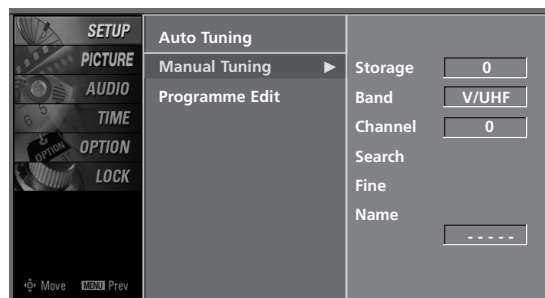 SETUP
PICTURE
AUDIO
TIME
OPTION
LOCK
Move MENU Prev
Auto Tuning
Manual Tuning ▶
Programme Edit
Storage 0
Band V/UHF
Channel 0
Search
Fine
Name
- - - - -